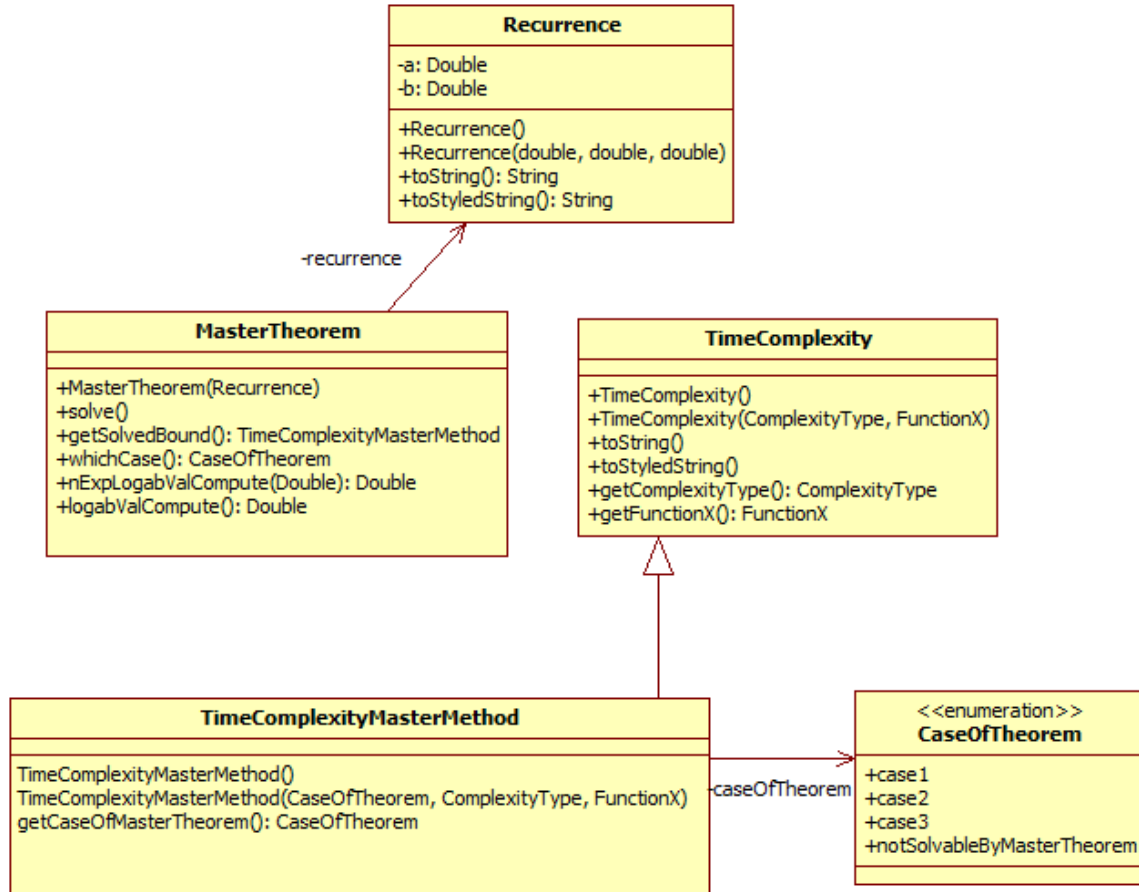 Recurrence
-a: Double
-b: Double
+Recurrence()
+Recurrence(double, double, double)
+toString(): String
+toStyledString(): String
-recurrence
MasterTheorem
+MasterTheorem(Recurrence)
+solve()
+getSolvedBound(): TimeComplexityMasterMethod
+whichCase(): CaseOfTheorem
+nExpLogabValCompute(Double): Double
+logabValCompute(): Double
TimeComplexity
+TimeComplexity()
+TimeComplexity(ComplexityType, FunctionX)
+toString()
+toStyledString()
+getComplexityType(): ComplexityType
+getFunctionX(): FunctionX
TimeComplexityMasterMethod
TimeComplexityMasterMethod()
TimeComplexityMasterMethod(CaseOfTheorem, ComplexityType, FunctionX)
getCaseOfMasterTheorem(): CaseOfTheorem
-caseOfTheorem
<<enumeration>>
CaseOfTheorem
+case1
+case2
+case3
+notSolvableByMasterTheorem